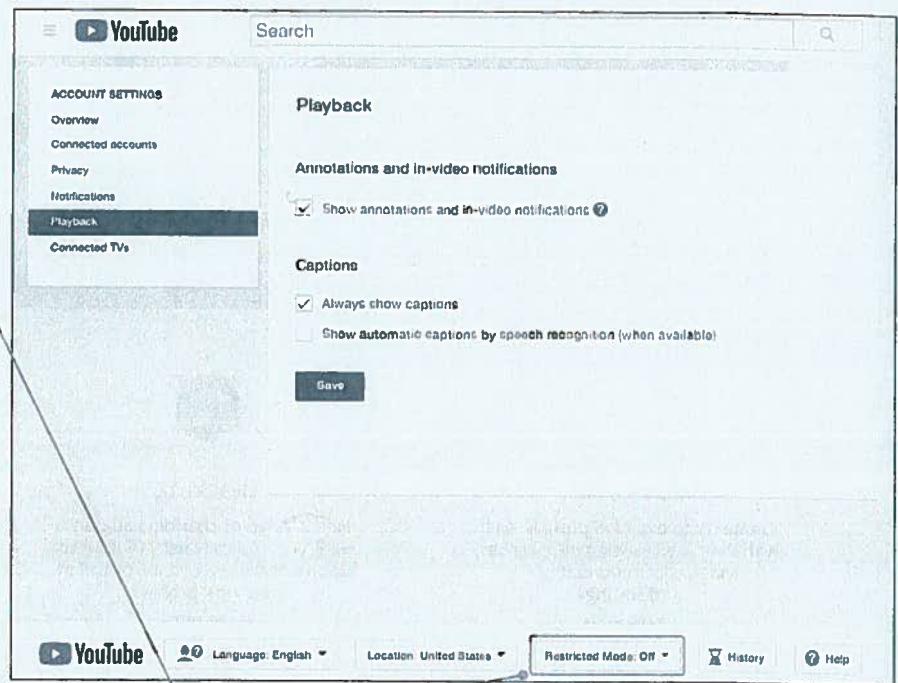 YouTube Search
ACCOUNT SETTINGS
Overview
Connected accounts
Privacy
Notifications
Playback
Connected TVs
Playback
Annotations and in-video notifications
Show annotations and in-video notifications ?
Captions
Always show captions
Show automatic captions by speech recognition (when available)
Save
YouTube Language: English Location: United States Restricted Mode: Off History Help